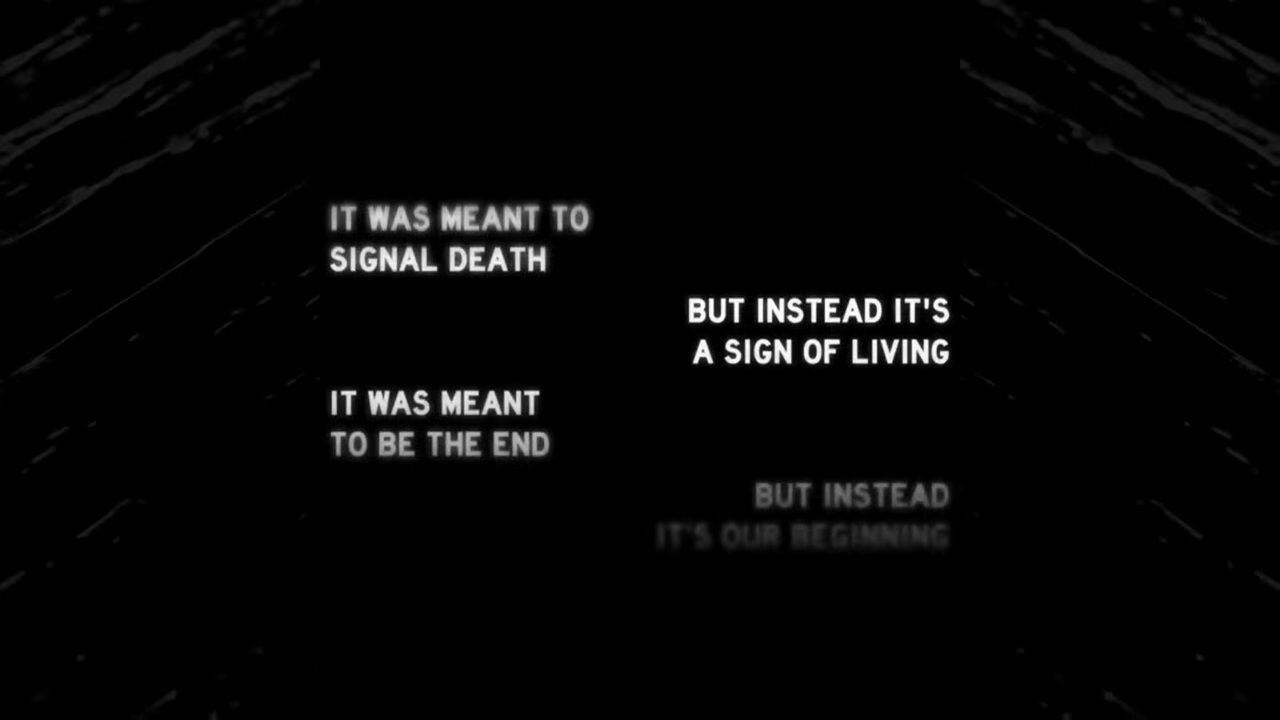 IT WAS MEANT TO
SIGNAL DEATH
BUT INSTEAD IT'S
A SIGN OF LIVING
IT WAS MEANT
TO BE THE END
BUT INSTEAD
IT'S OUR BEGINNING